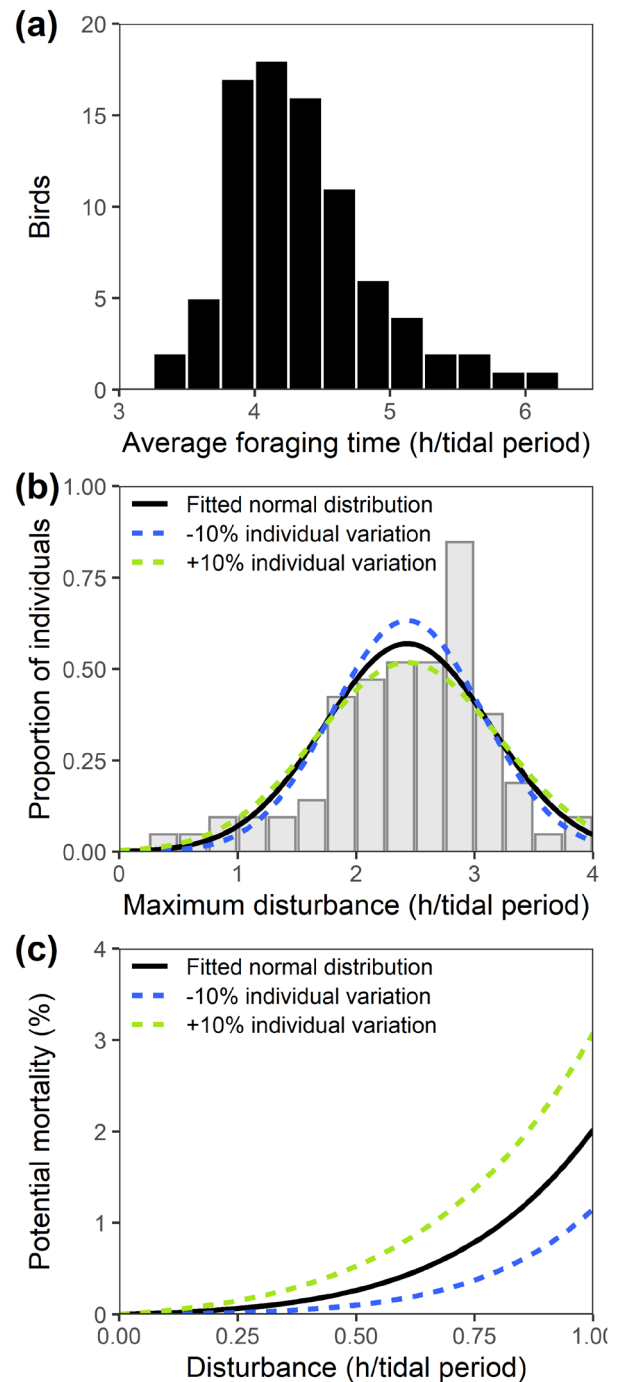 (a)
20
15
10
5
0
Birds
3 4 5 6
Average foraging time (h/tidal period)
(b)
1.00
0.75
0.50
0.25
0.00
Proportion of individuals
Fitted normal distribution
-10% individual variation
+10% individual variation
0 1 2 3 4
Maximum disturbance (h/tidal period)
(c)
4
3
2
1
0
Potential mortality (%)
Fitted normal distribution
-10% individual variation
+10% individual variation
0.00 0.25 0.50 0.75 1.00
Disturbance (h/tidal period)